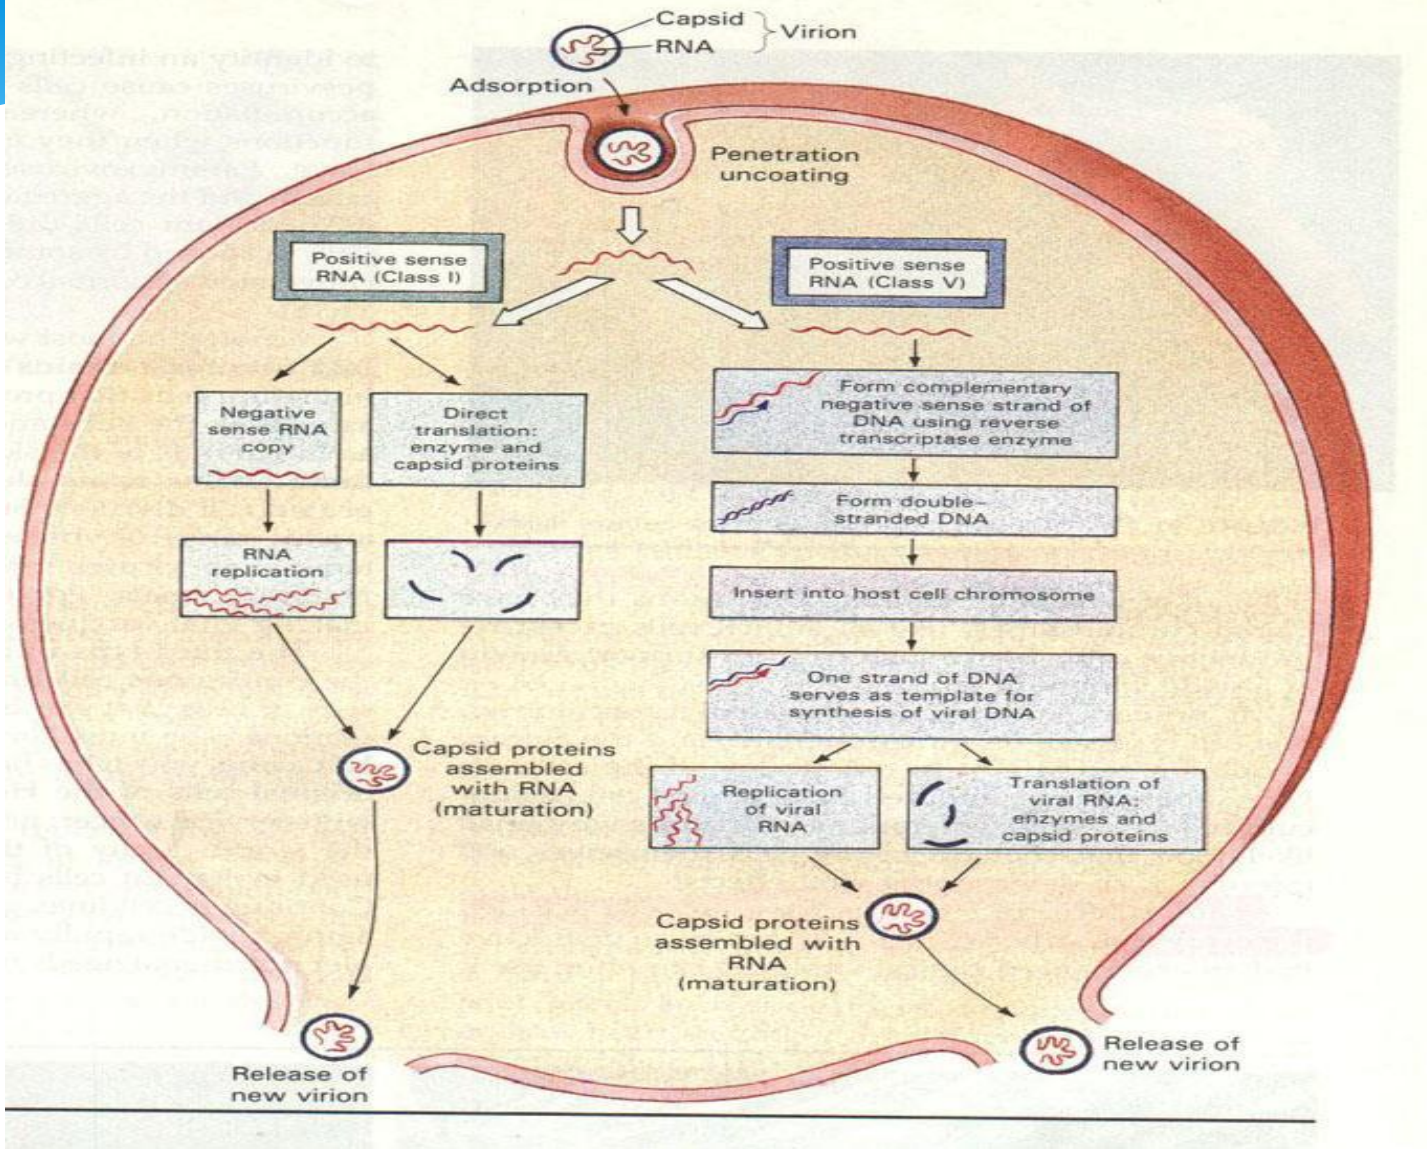 Capsid
RNA
Virion
Adsorption
Penetration
uncoating
Positive sense
RNA (Class I)
Positive sense
RNA (Class V)
Negative
sense RNA
copy
Direct
translation:
enzyme and
capsid proteins
Form complementary
negative sense strand of
DNA using reverse
transcriptase enzyme
Form double-
stranded DNA
RNA
replication
Insert into host cell chromosome
One strand of DNA
serves as template for
synthesis of viral DNA
Capsid proteins
assembled
with RNA
(maturation)
Replication
of viral
RNA
Translation of
viral RNA:
enzymes and
capsid proteins
Capsid proteins
assembled with
RNA
(maturation)
Release of
new virion
Release of
new virion